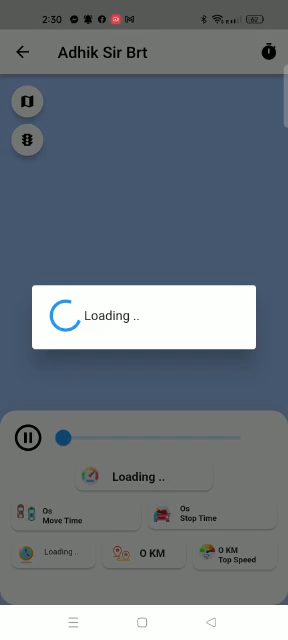 2:30
82
Adhik Sir Brt
Loading ..
Loading ..
0s
Move Time
0s
Stop Time
Loading ..
0 KM
0 KM
Top Speed